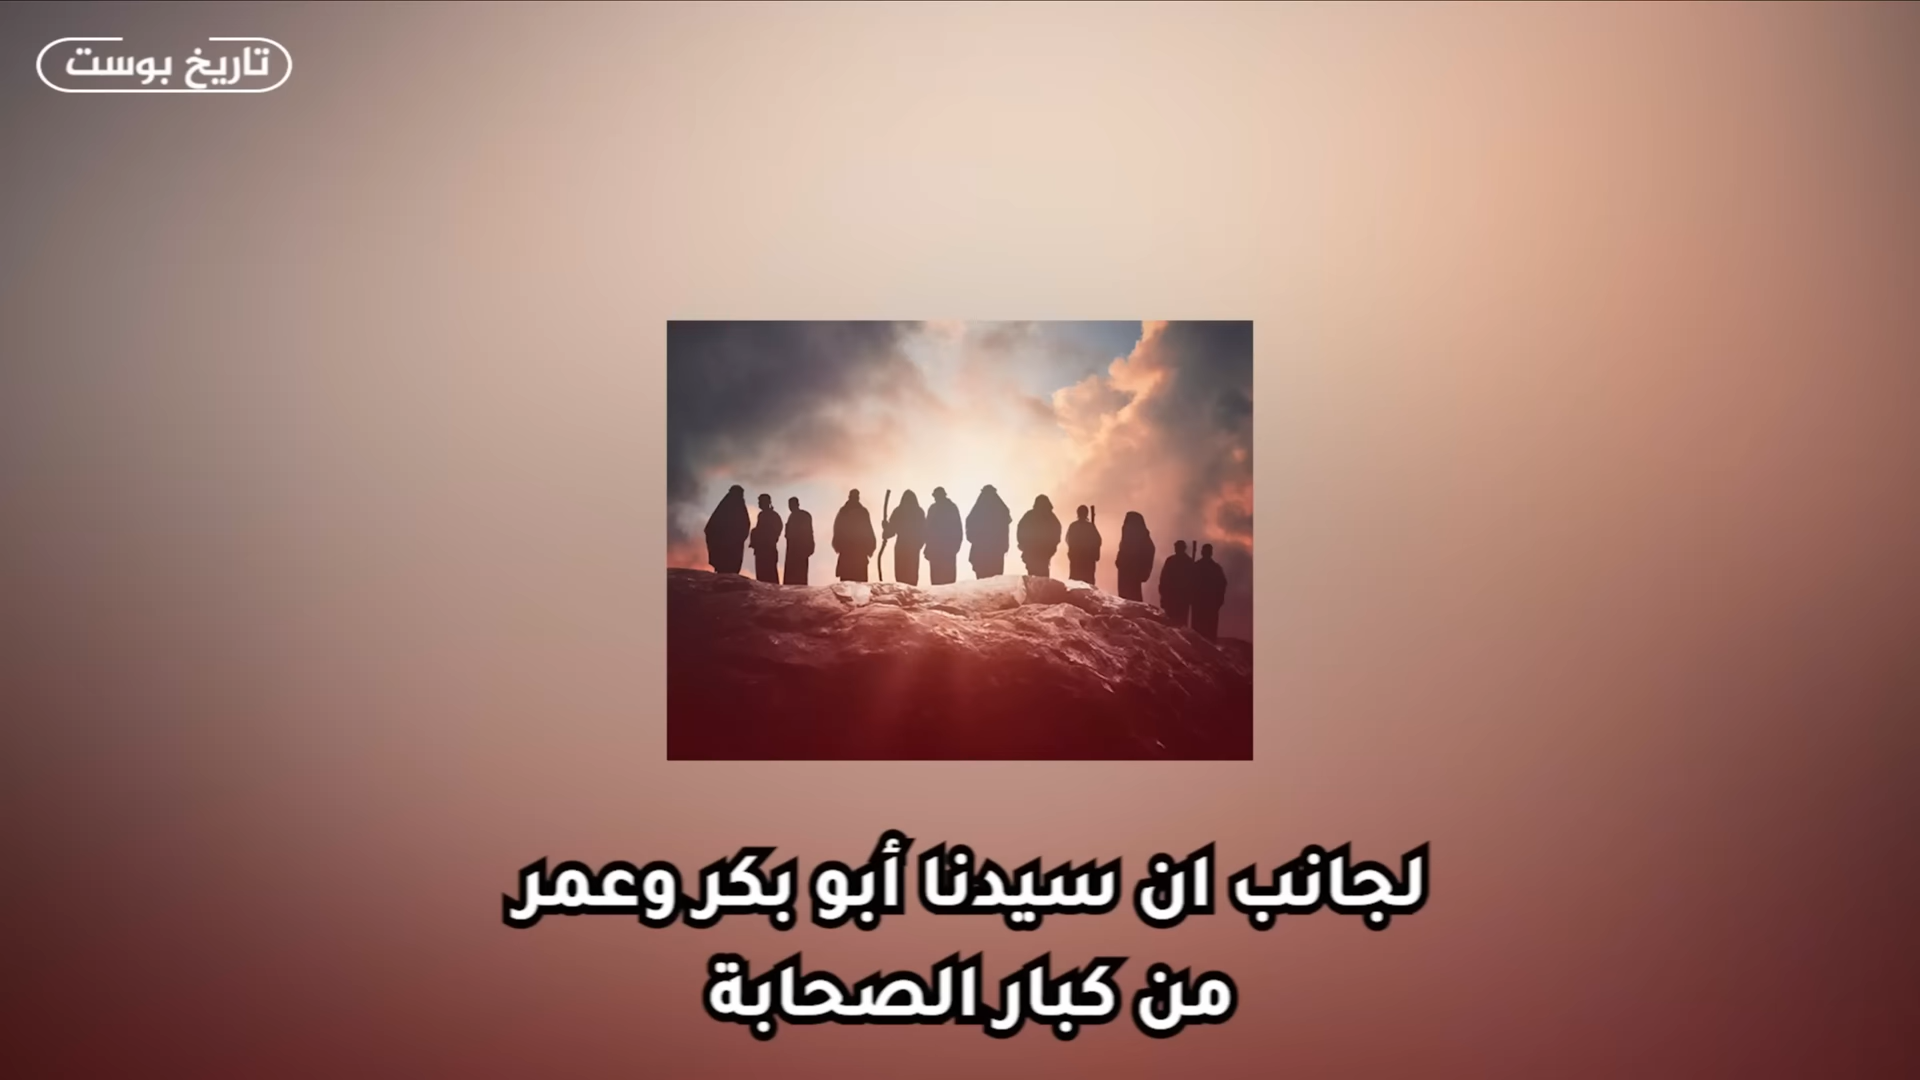 تاريخ بوست
لجانب ان سيدنا أبو بكر وعمر
من كبار الصحابة